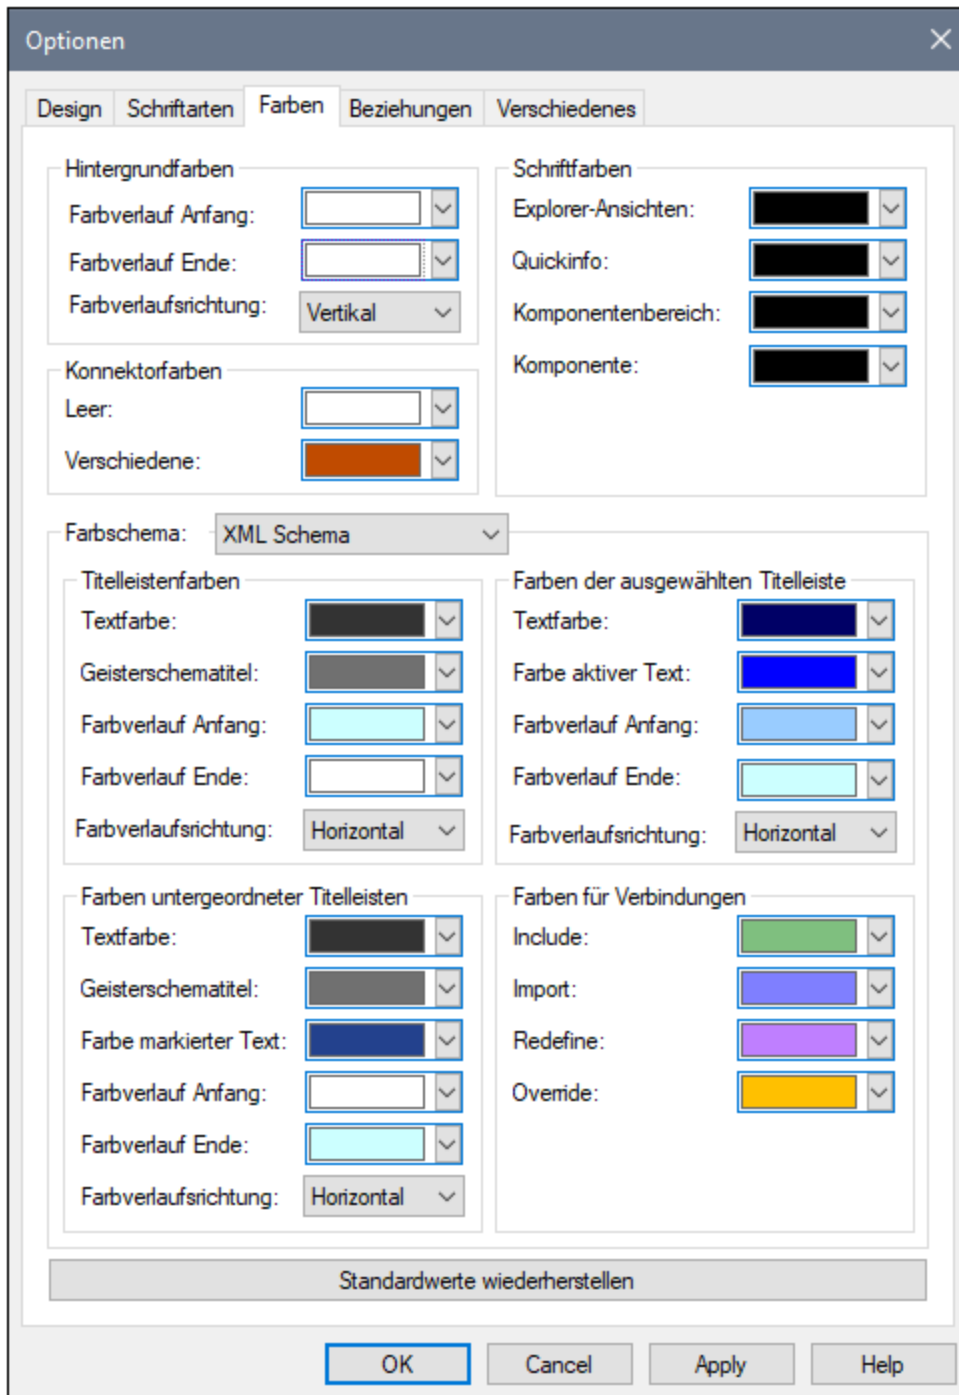 Optionen
Design Schriftarten Farben Beziehungen Verschiedenes
Hintergrundfarben
Farbverlauf Anfang:
Farbverlauf Ende:
Farbverlaufsrichtung: Vertikal
Konnektorfarben
Leer:
Verschiedene:
Schriftfarben
Explorer-Ansichten:
Quickinfo:
Komponentenbereich:
Komponente:
Farbschema: XML Schema
Titelleistenfarben
Textfarbe:
Geisterschematitel:
Farbverlauf Anfang:
Farbverlauf Ende:
Farbverlaufsrichtung: Horizontal
Farben der ausgewählten Titelleiste
Textfarbe:
Farbe aktiver Text:
Farbverlauf Anfang:
Farbverlauf Ende:
Farbverlaufsrichtung: Horizontal
Farben untergeordneter Titelleisten
Textfarbe:
Geisterschematitel:
Farbe markierter Text:
Farbverlauf Anfang:
Farbverlauf Ende:
Farbverlaufsrichtung: Horizontal
Farben für Verbindungen
Include:
Import:
Redefine:
Override:
Standardwerte wiederherstellen
OK Cancel Apply Help